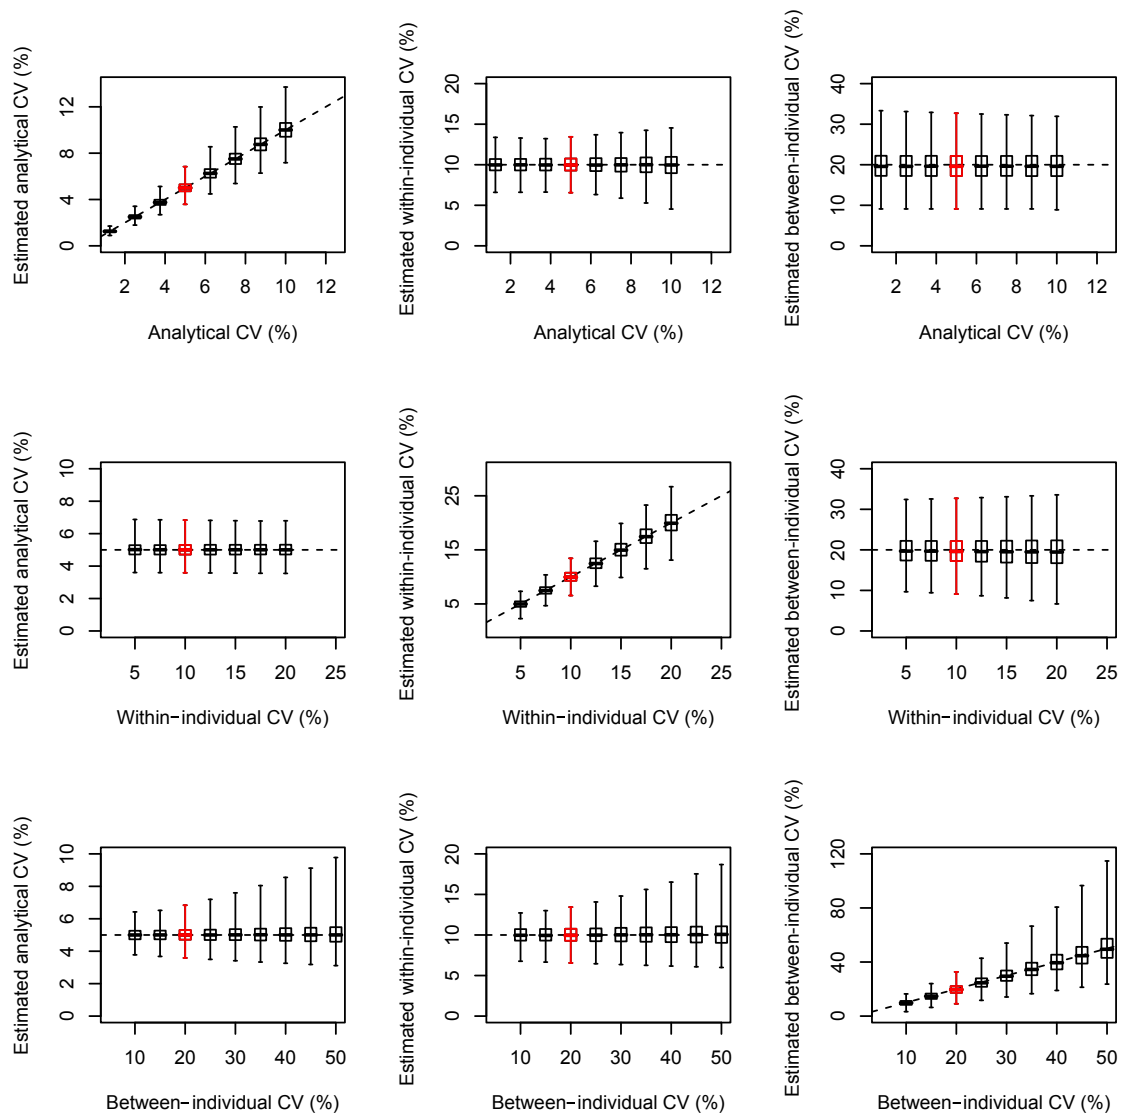 Estimated analytical CV (%)
0 4 8 12
2 4 6 8 10 12
Analytical CV (%)
Estimated within−individual CV (%)
0 5 10 15 20
2 4 6 8 10 12
Analytical CV (%)
Estimated between−individual CV (%)
0 10 20 30 40
2 4 6 8 10 12
Analytical CV (%)
Estimated analytical CV (%)
0 2 4 6 8 10
5 10 15 20 25
Within−individual CV (%)
Estimated within−individual CV (%)
5 15 25
5 10 15 20 25
Within−individual CV (%)
Estimated between−individual CV (%)
0 10 20 30 40
5 10 15 20 25
Within−individual CV (%)
Estimated analytical CV (%)
0 2 4 6 8 10
10 20 30 40 50
Between−individual CV (%)
Estimated within−individual CV (%)
0 5 10 15 20
10 20 30 40 50
Between−individual CV (%)
Estimated between−individual CV (%)
0 40 80 120
10 20 30 40 50
Between−individual CV (%)